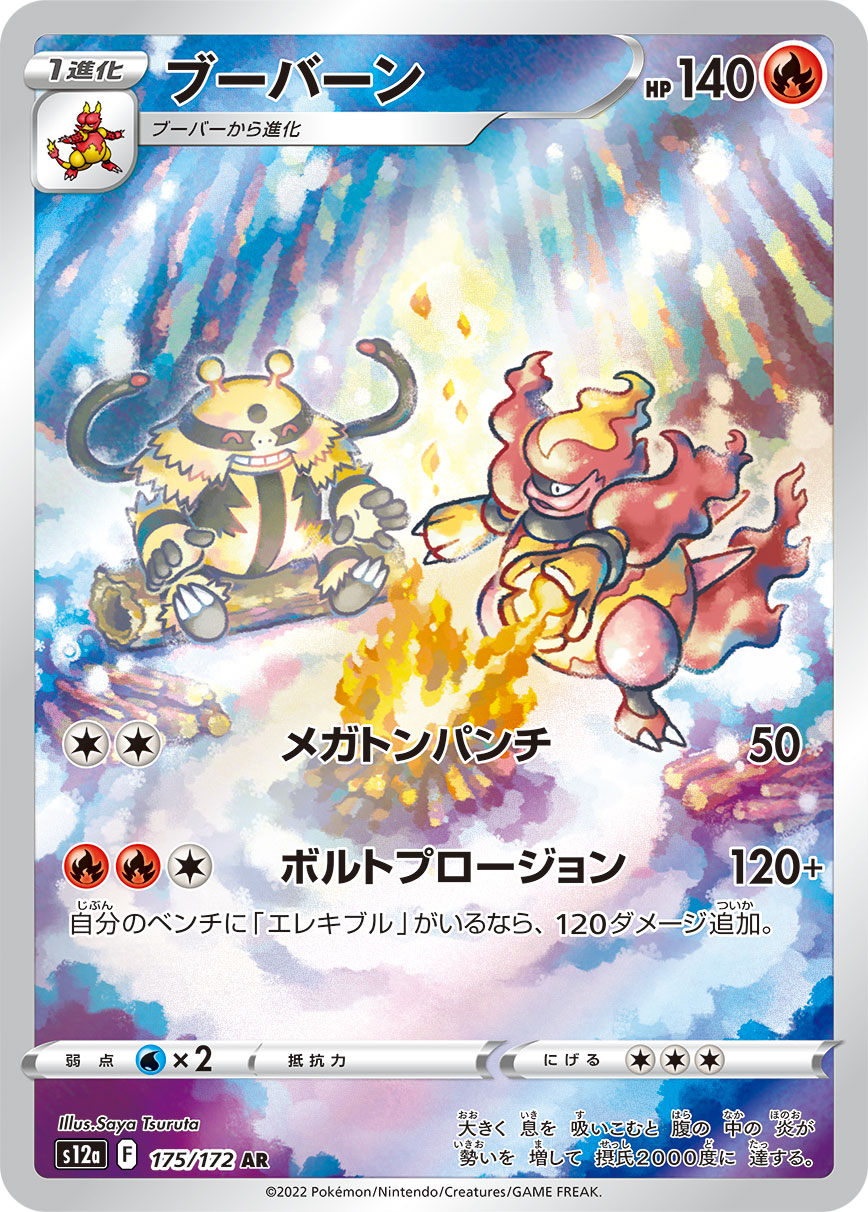 1進化
ブーバーン
HP 140
ブーバーから進化
メガトンパンチ 50
ボルトプロージョン 120+
自分のベンチに「エレキブル」がいるなら、120ダメージ追加。
弱点 ×2 抵抗力 にげる
Illus.Saya Tsuruta
大きく 息を 吸いこむと 腹の 中の 炎が
勢いを 増して 摂氏2000度に 達する。
s12a F 175/172 AR
©2022 Pokémon/Nintendo/Creatures/GAME FREAK.